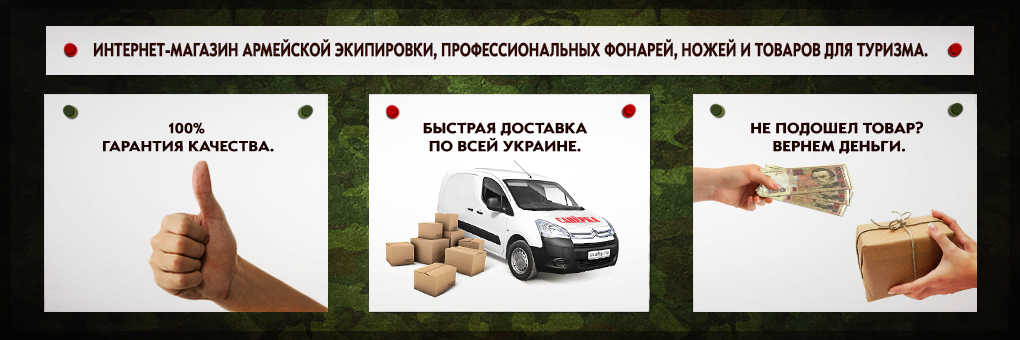 ИНТЕРНЕТ-МАГАЗИН АРМЕЙСКОЙ ЭКИПИРОВКИ, ПРОФЕССИОНАЛЬНЫХ ФОНАРЕЙ, НОЖЕЙ И ТОВАРОВ ДЛЯ ТУРИЗМА.
100%
ГАРАНТИЯ КАЧЕСТВА.
БЫСТРАЯ ДОСТАВКА
ПО ВСЕЙ УКРАИНЕ.
САПЁРКА
НЕ ПОДОШЕЛ ТОВАР?
ВЕРНЕМ ДЕНЬГИ.